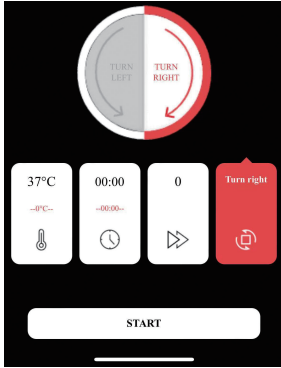 TURN
LEFT
TURN
RIGHT
37°C
--0°C--
00:00
--00:00--
0
Turn right
START